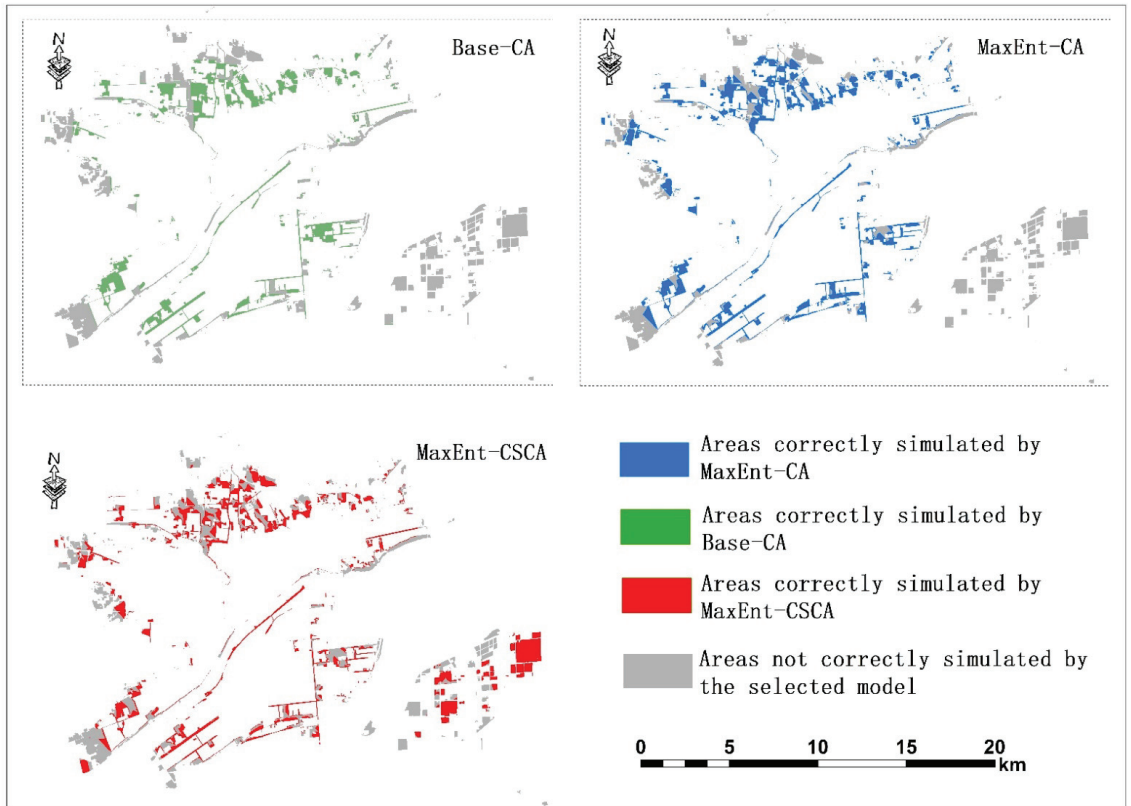 N
Base-CA
N
MaxEnt-CA
N
MaxEnt-CSCA
Areas correctly simulated by
MaxEnt-CA
Areas correctly simulated by
Base-CA
Areas correctly simulated by
MaxEnt-CSCA
Areas not correctly simulated by
the selected model
0 5 10 15 20
km